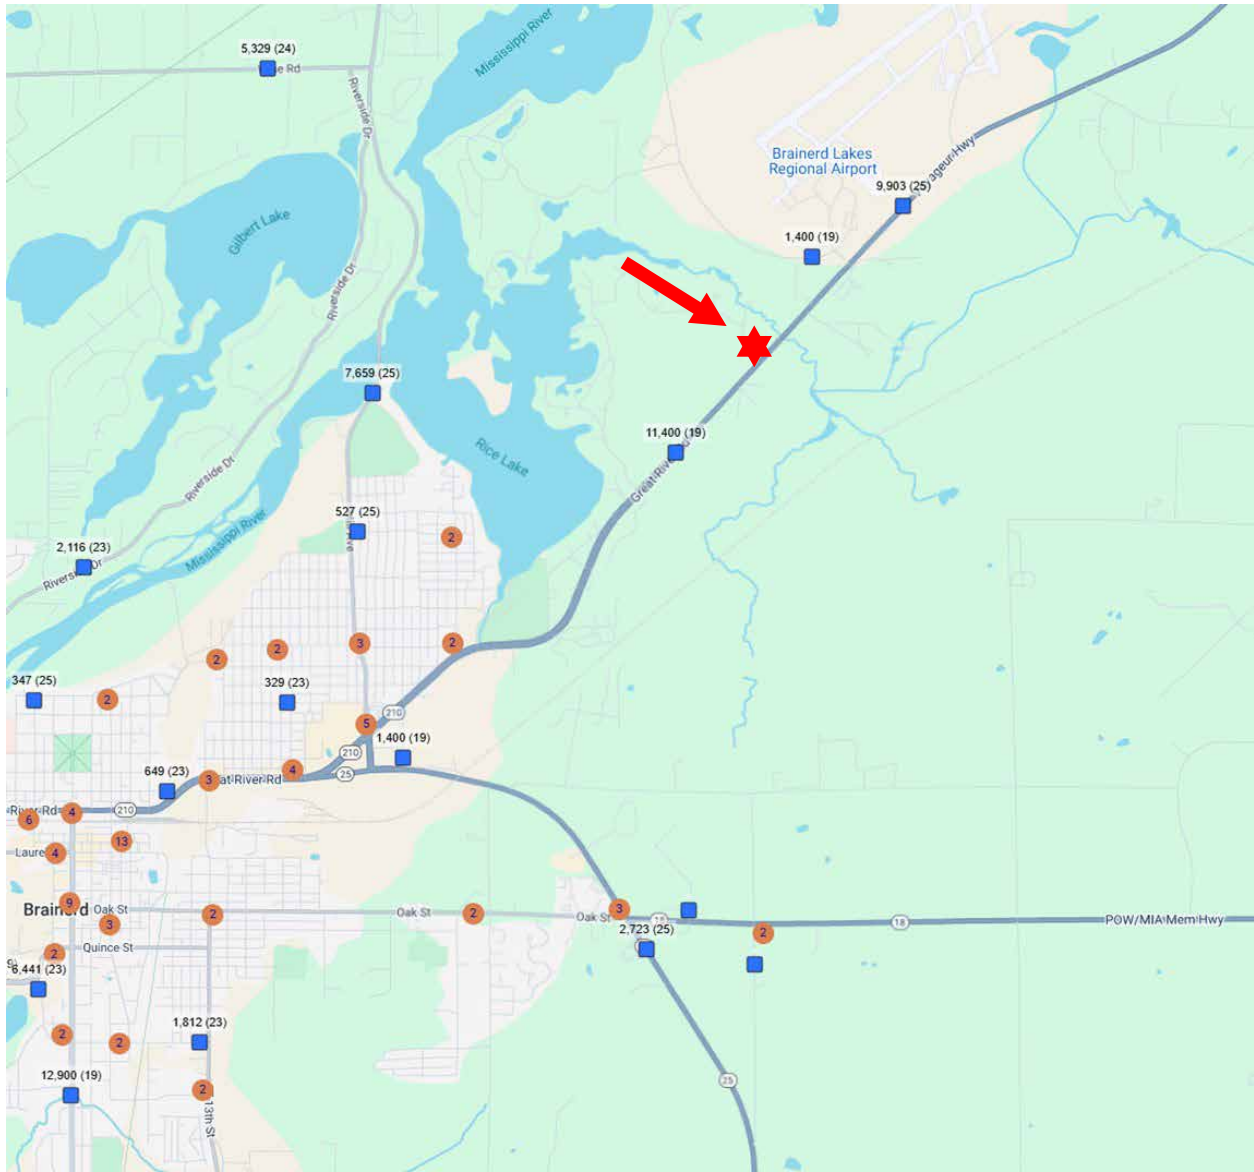 5,329 (24)
Mississippi River
Riverside Dr
Brainerd Lakes
Regional Airport
9,903 (25)
1,400 (19)
Gilbert Lake
Riverside Dr
7,659 (25)
11,400 (19)
Rice Lake
Riverside Dr
527 (25)
Mississippi River
2,116 (23)
2
2
2
3
2
347 (25)
2
329 (23)
5
210
1,400 (19)
210
25
649 (23)
3
4
210
4
6
13
4
9
Brainerd
Oak St
3
2
Oak St
2
Oak St
3
18
18
POW/MIA Mem Hwy
2,723 (25)
2
Quince St
2
6,441 (23)
1,812 (23)
2
2
25
12,900 (19)
2
13th St